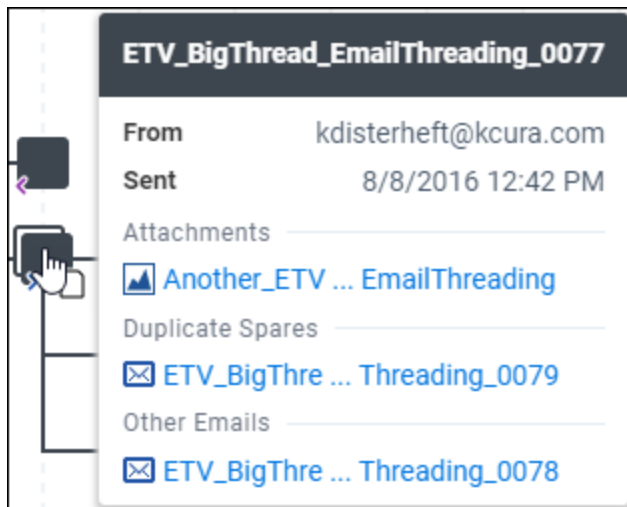 ETV_BigThread_EmailThreading_0077
From kdisterheft@kcura.com
Sent 8/8/2016 12:42 PM
Attachments
Another_ETV ... EmailThreading
Duplicate Spares
ETV_BigThre ... Threading_0079
Other Emails
ETV_BigThre ... Threading_0078